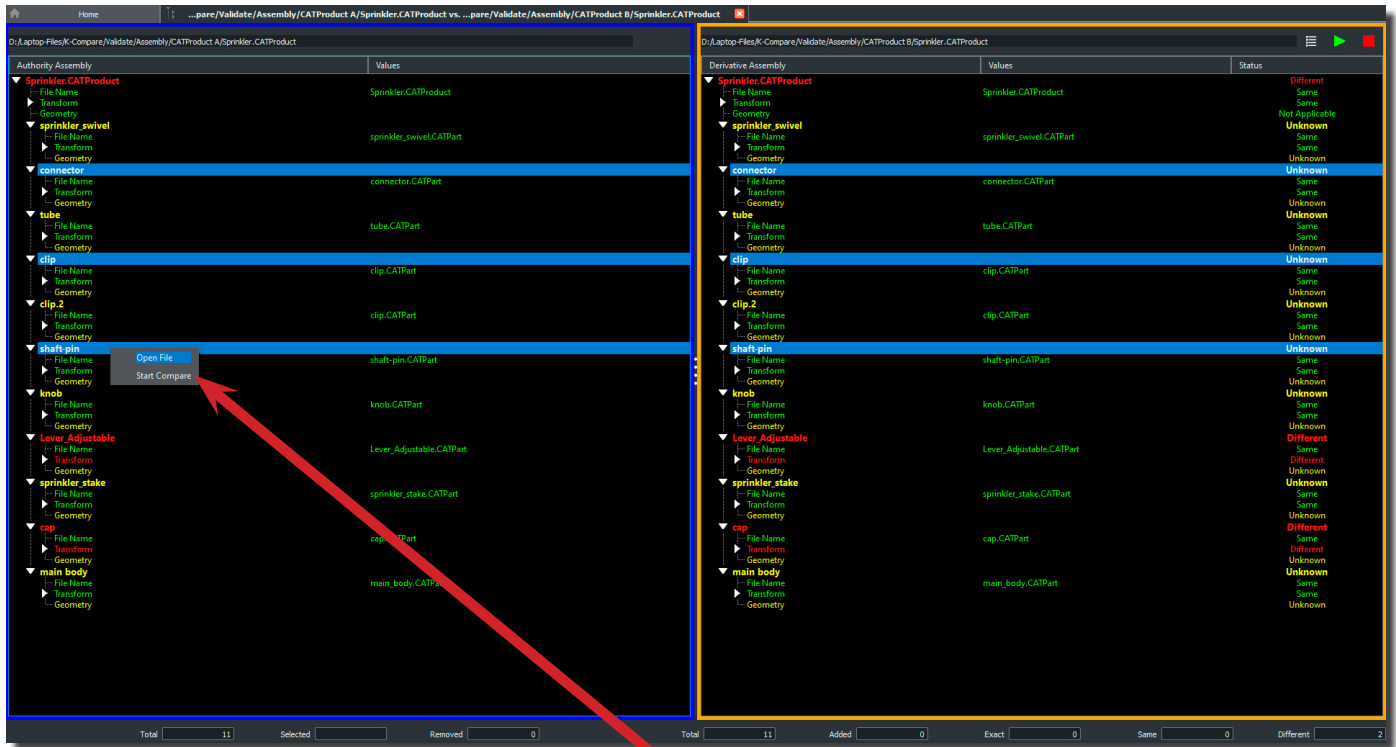 Home ...pare/Validate/Assembly/CATProduct A/Sprinkler.CATProduct vs. ...pare/Validate/Assembly/CATProduct B/Sprinkler.CATProduct
D:/Laptop-Files/K-Compare/Validate/Assembly/CATProduct A/Sprinkler.CATProduct
Authority Assembly Values
Sprinkler.CATProduct
File Name Sprinkler.CATProduct
Transform
Geometry
sprinkler_swivel
File Name sprinkler_swivel.CATPart
Transform
Geometry
connector
File Name connector.CATPart
Transform
Geometry
tube
File Name tube.CATPart
Transform
Geometry
clip
File Name clip.CATPart
Transform
Geometry
clip.2
File Name clip.CATPart
Transform
Geometry
shaft-pin
File Name shaft-pin.CATPart
Transform
Geometry
Open File
Start Compare
knob
File Name knob.CATPart
Transform
Geometry
Lever_Adjustable
File Name Lever_Adjustable.CATPart
Transform
Geometry
sprinkler_stake
File Name sprinkler_stake.CATPart
Transform
Geometry
cap
File Name cap.CATPart
Transform
Geometry
main body
File Name main_body.CATPa
Transform
Geometry
Total 11 Selected Removed 0
D:/Laptop-Files/K-Compare/Validate/Assembly/CATProduct B/Sprinkler.CATProduct
Derivative Assembly Values Status
Sprinkler.CATProduct Different
File Name Sprinkler.CATProduct Same
Transform Same
Geometry Not Applicable
sprinkler_swivel Unknown
File Name sprinkler_swivel.CATPart Same
Transform Same
Geometry Unknown
connector Unknown
File Name connector.CATPart Same
Transform Same
Geometry Unknown
tube Unknown
File Name tube.CATPart Same
Transform Same
Geometry Unknown
clip Unknown
File Name clip.CATPart Same
Transform Same
Geometry Unknown
clip.2 Unknown
File Name clip.CATPart Same
Transform Same
Geometry Unknown
shaft-pin Unknown
File Name shaft-pin.CATPart Same
Transform Same
Geometry Unknown
knob Unknown
File Name knob.CATPart Same
Transform Same
Geometry Unknown
Lever_Adjustable Different
File Name Lever_Adjustable.CATPart Same
Transform Different
Geometry Unknown
sprinkler_stake Unknown
File Name sprinkler_stake.CATPart Same
Transform Same
Geometry Unknown
cap Different
File Name cap.CATPart Same
Transform Different
Geometry Unknown
main body Unknown
File Name main_body.CATPart Same
Transform Same
Geometry Unknown
Total 11 Added 0 Exact 0 Same 0 Different 2